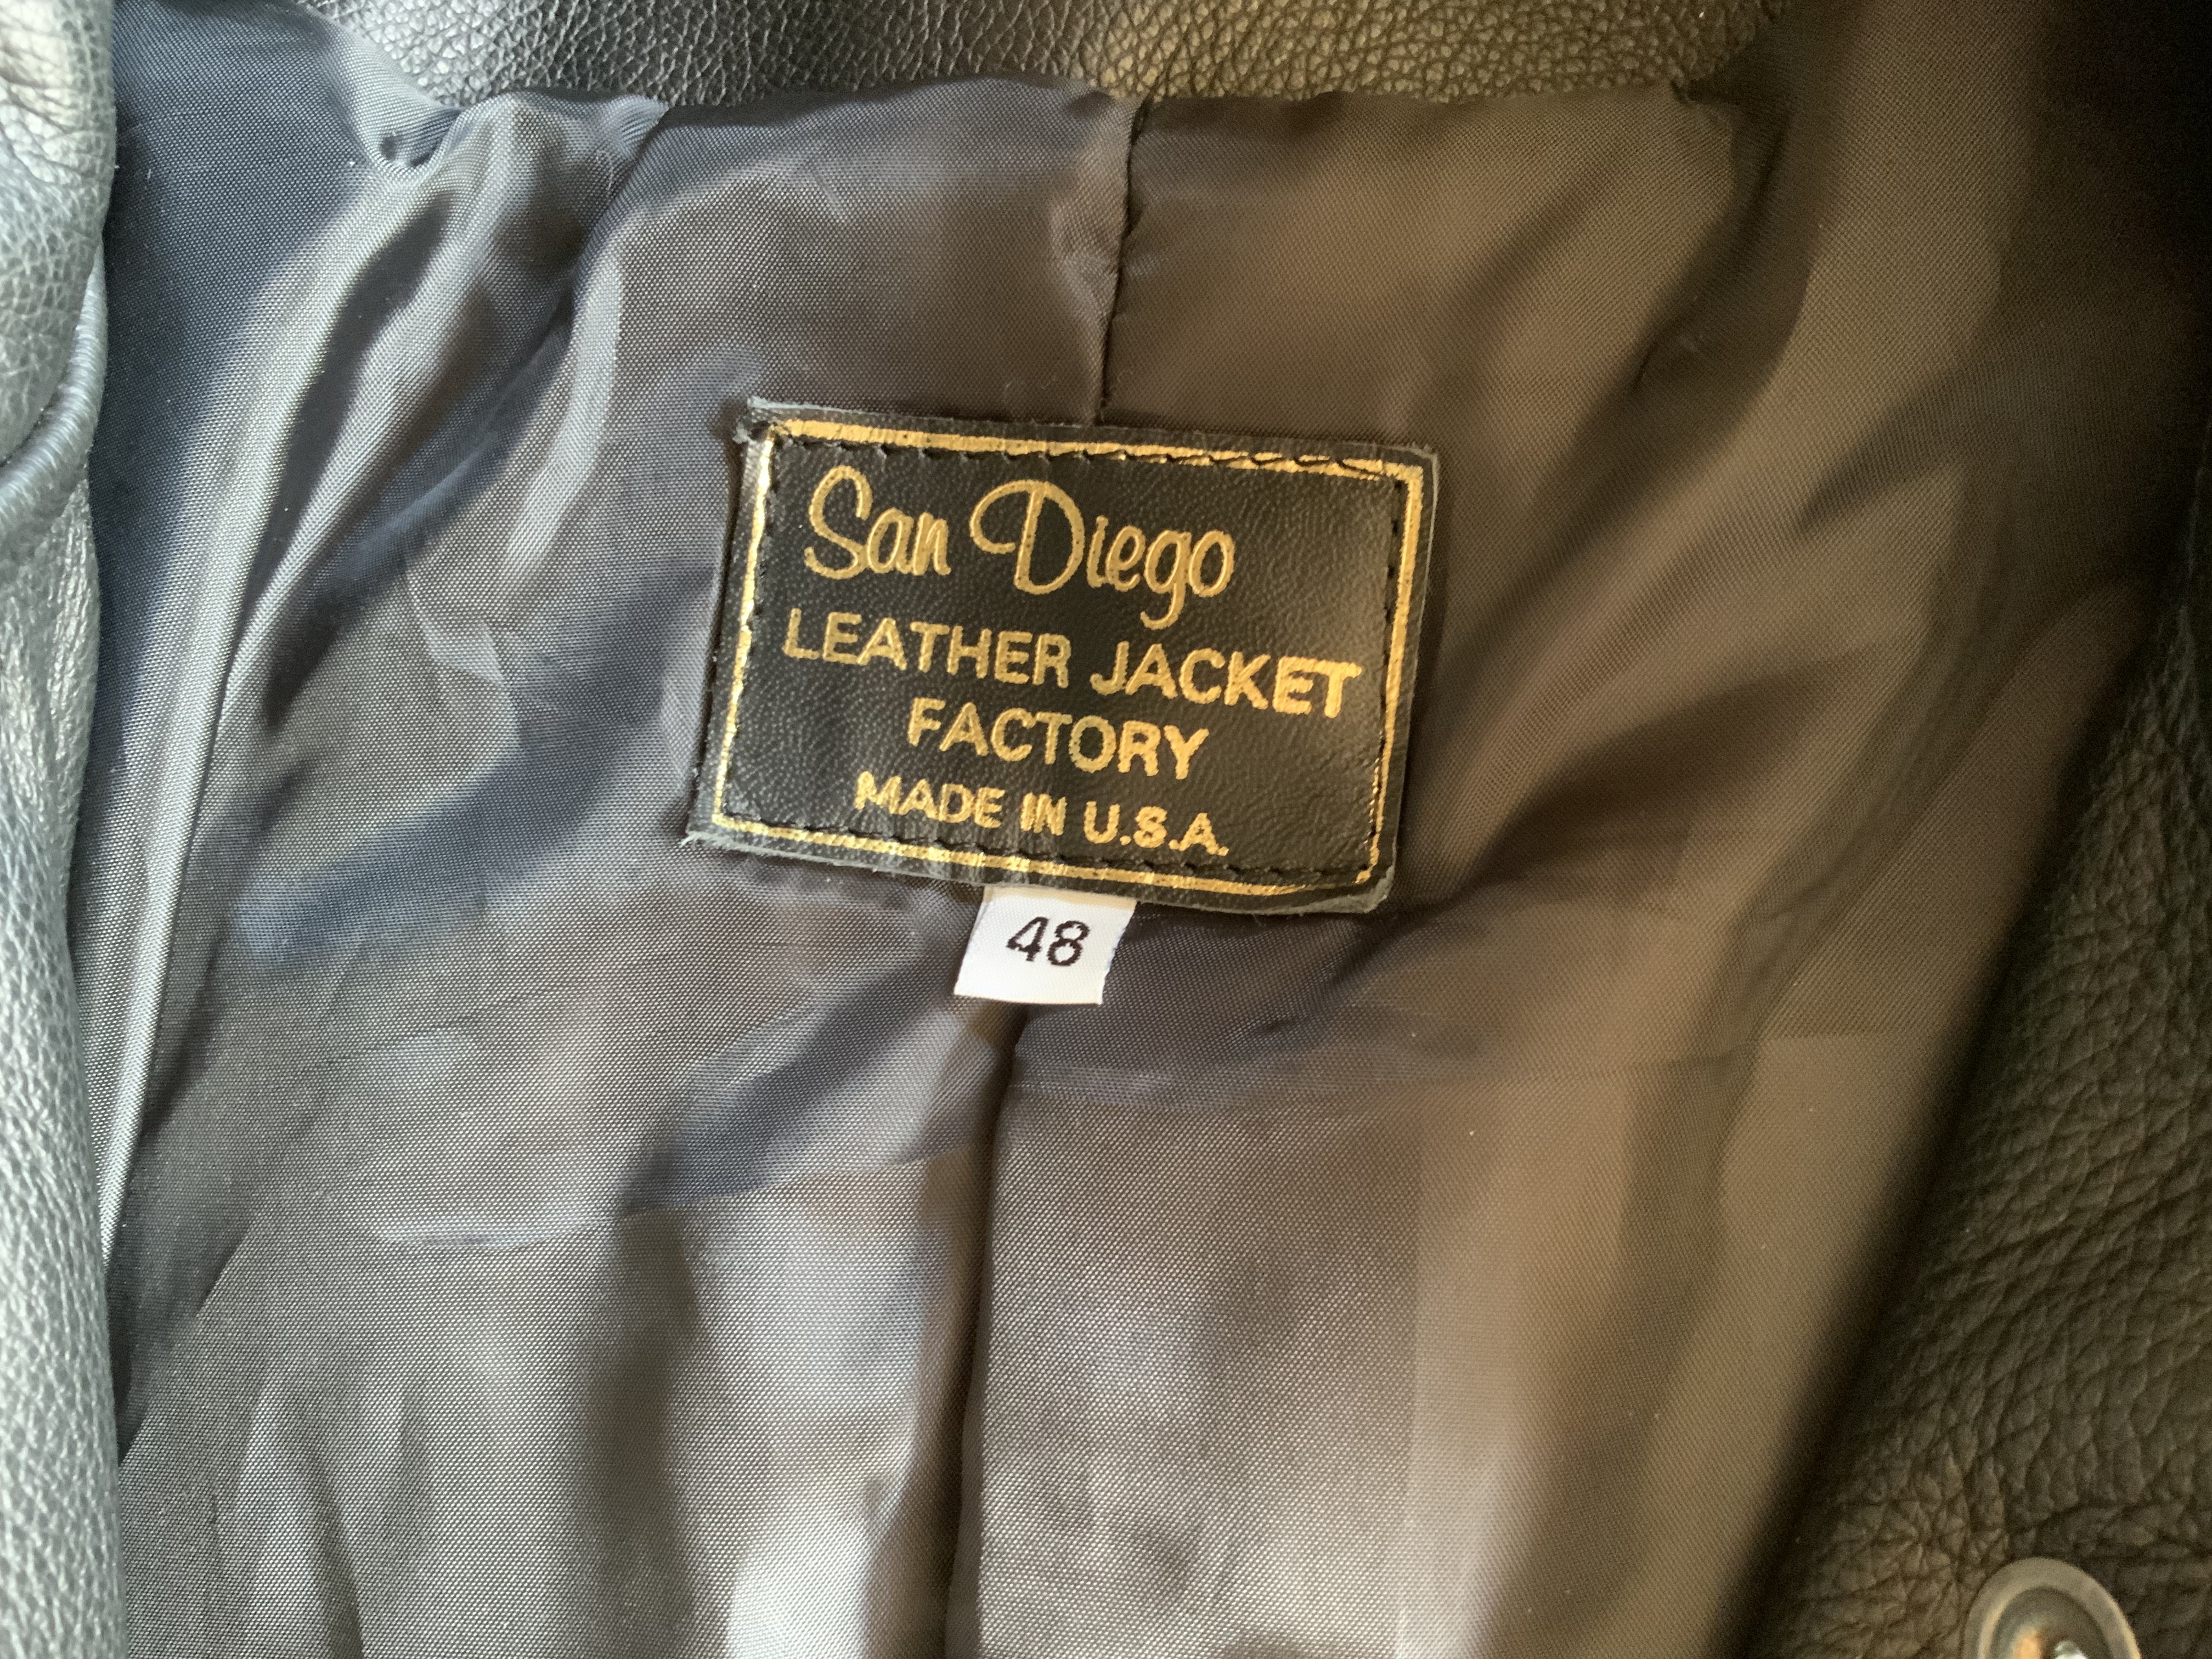 San Diego
LEATHER JACKET
FACTORY
MADE IN U.S.A.
48